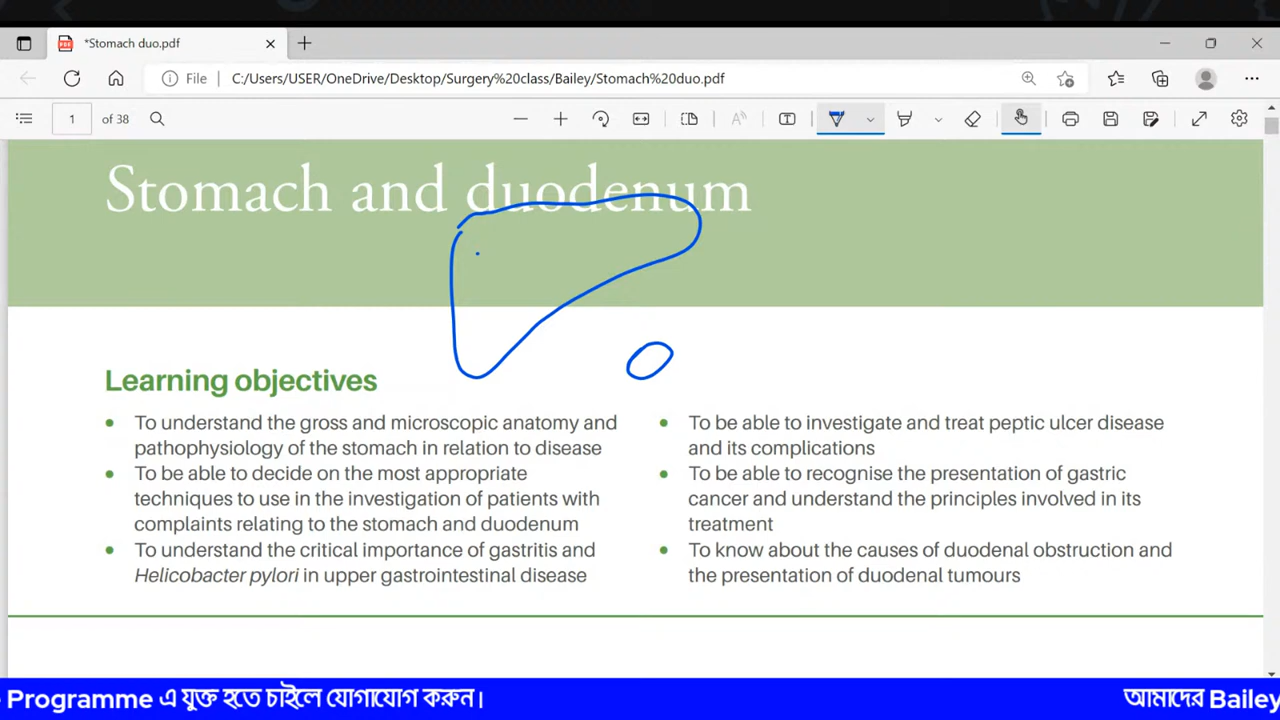 *Stomach duo.pdf
File
C:/Users/USER/OneDrive/Desktop/Surgery%20class/Bailey/Stomach%20duo.pdf
1 of 38
Stomach and duodenum
Learning objectives
To understand the gross and microscopic anatomy and
pathophysiology of the stomach in relation to disease
To be able to decide on the most appropriate
techniques to use in the investigation of patients with
complaints relating to the stomach and duodenum
To understand the critical importance of gastritis and
Helicobacter pylori in upper gastrointestinal disease
To be able to investigate and treat peptic ulcer disease
and its complications
To be able to recognise the presentation of gastric
cancer and understand the principles involved in its
treatment
To know about the causes of duodenal obstruction and
the presentation of duodenal tumours
Programme এ যুক্ত হতে চাইলে যোগাযোগ করুন। আমাদের Bailey